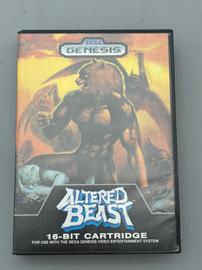 SEGA
GENESIS
ALTERED
BEAST
16-BIT CARTRIDGE
FOR USE WITH THE SEGA GENESIS VIDEO ENTERTAINMENT SYSTEM